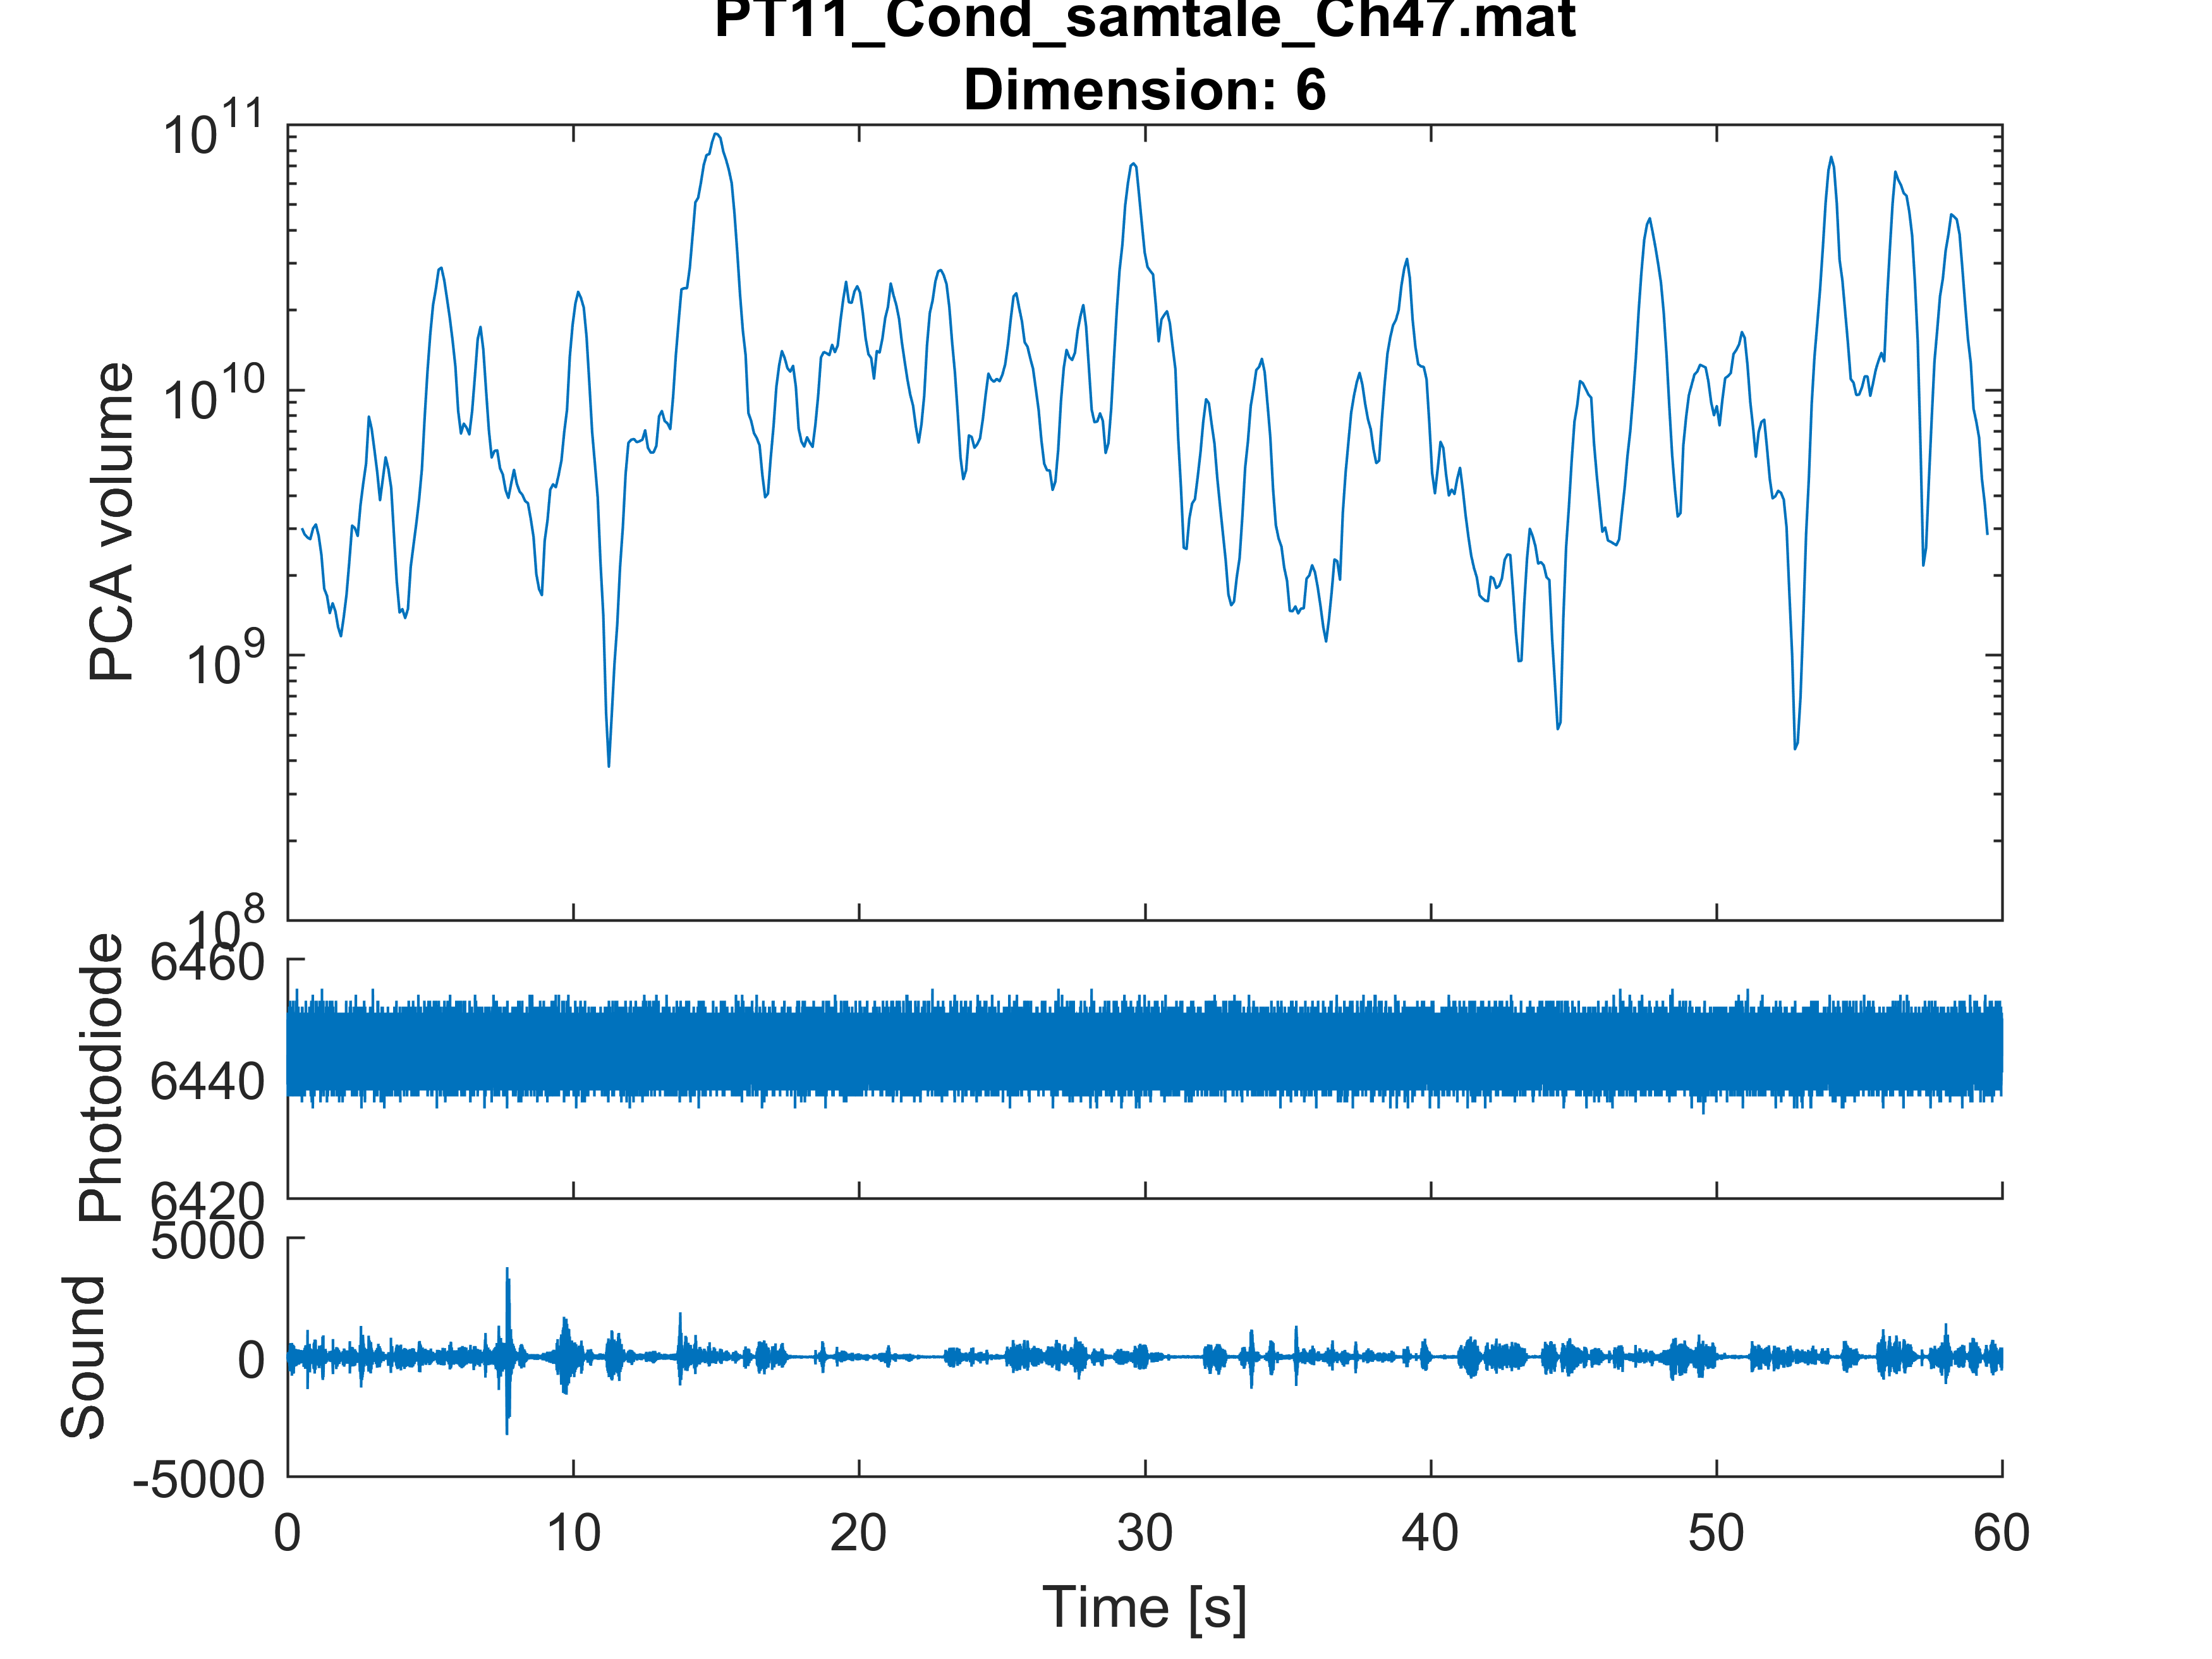 PT11_Cond_samtale_Ch47.mat
Dimension: 6
10^11
10^10
10^9
10^8
PCA volume
6460
6440
6420
Photodiode
5000
0
-5000
Sound
0 10 20 30 40 50 60
Time [s]